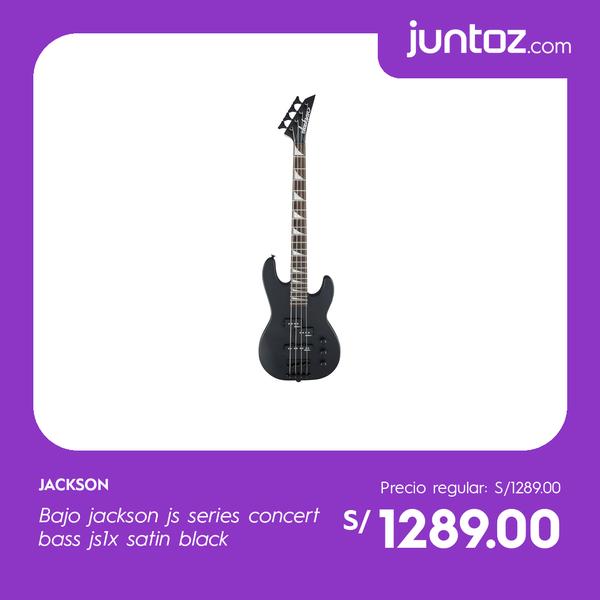 juntoz.com
JACKSON
Precio regular: S/1289.00
Bajo jackson js series concert
bass js1x satin black
S/1289.00